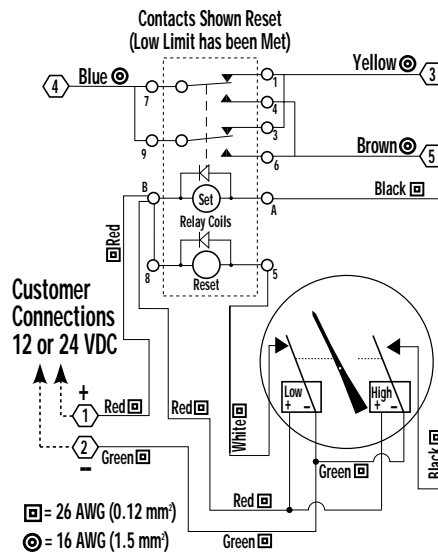 Contacts Shown Reset
(Low Limit has been Met)
Yellow
Blue
4
7
1
3
4
3
9
6
Brown
5
B
Set
A
Black
Relay Coils
Red
8
Reset
5
Customer
Connections
12 or 24 VDC
+
1
Red
Red
White
Low
+ -
High
+ -
2
-
Green
Green
Black
Red
= 26 AWG (0.12 mm²)
= 16 AWG (1.5 mm²)
Green